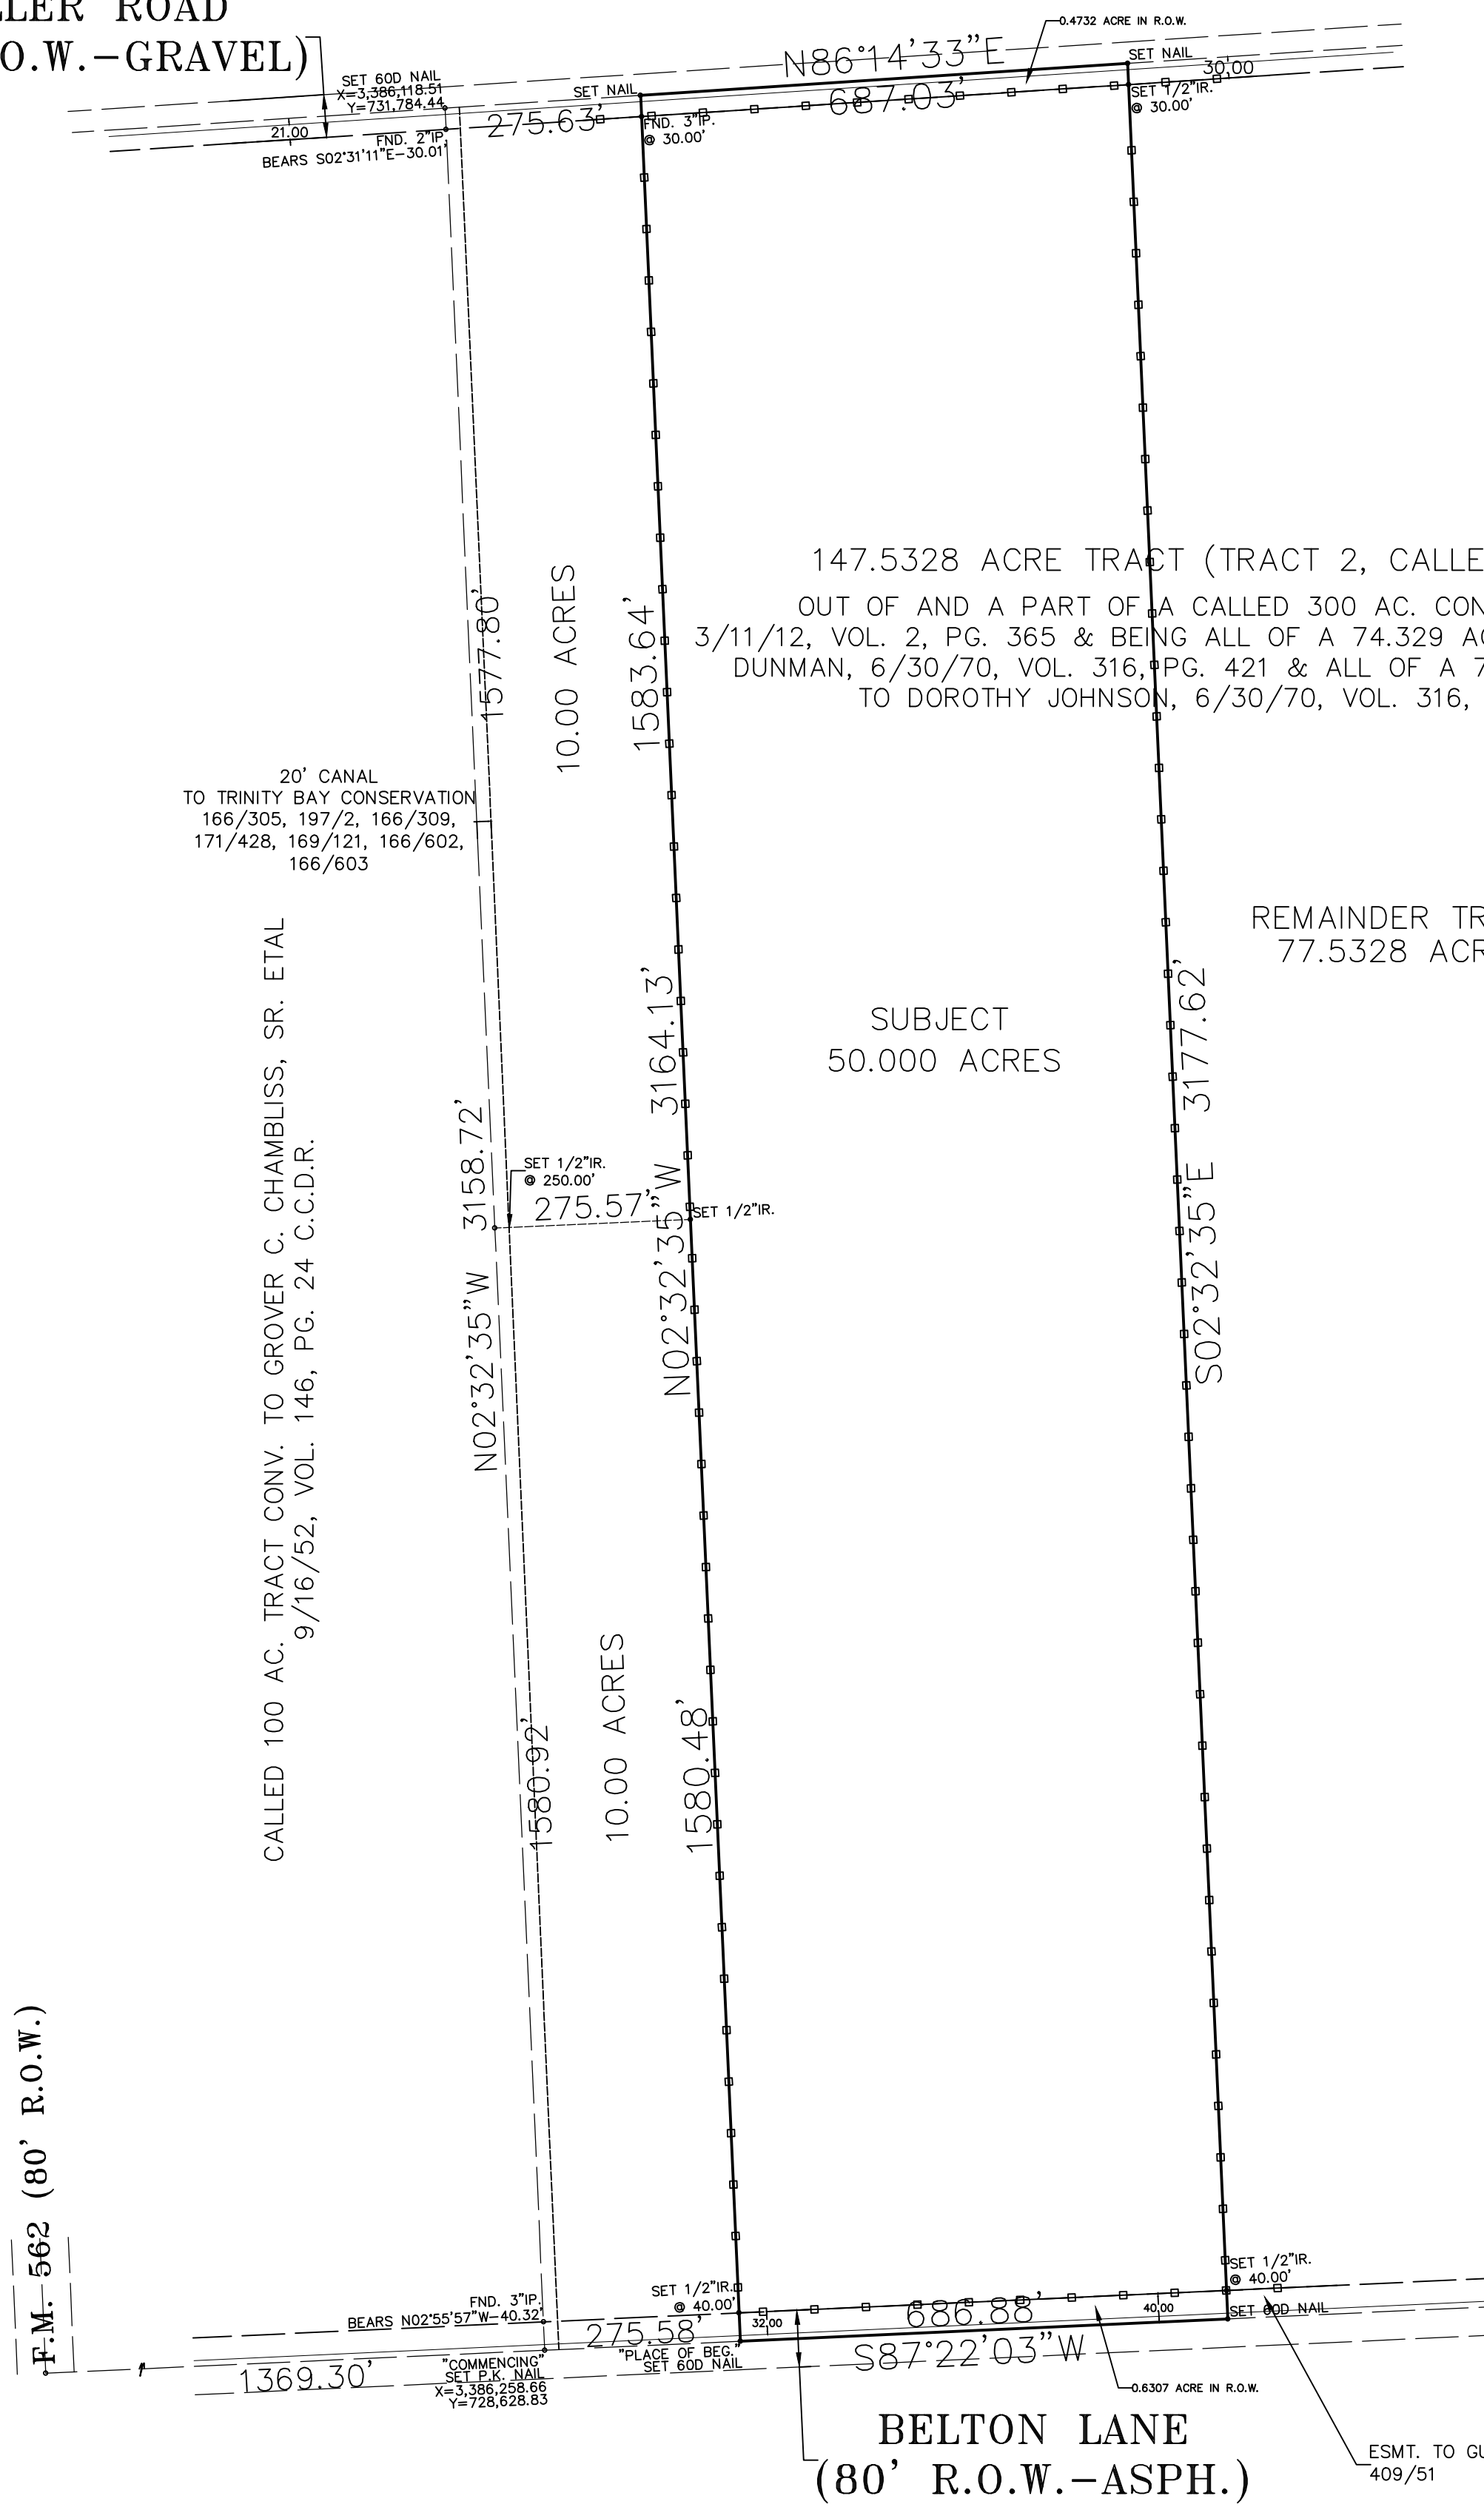 LLER ROAD
O.W.-GRAVEL)
0.4732 ACRE IN R.O.W.
N86°14'33"E
SET NAIL
SET 60D NAIL
X=3,386,118.51
Y=731,784.44
SET NAIL
687.03'
30.00
SET 1/2"IR.
@ 30.00'
275.63'
FND. 3"IP.
@ 30.00'
21.00
FND. 2"IP.
BEARS S02°31'11"E-30.01'
147.5328 ACRE TRACT (TRACT 2, CALLE
OUT OF AND A PART OF A CALLED 300 AC. CON
3/11/12, VOL. 2, PG. 365 & BEING ALL OF A 74.329 AC
DUNMAN, 6/30/70, VOL. 316, PG. 421 & ALL OF A 7
TO DOROTHY JOHNSON, 6/30/70, VOL. 316,
1577.80'
10.00 ACRES
1583.64'
20' CANAL
TO TRINITY BAY CONSERVATION
166/305, 197/2, 166/309,
171/428, 169/121, 166/602,
166/603
REMAINDER TR
77.5328 ACR
SUBJECT
50.000 ACRES
CALLED 100 AC. TRACT CONV. TO GROVER C. CHAMBLISS, SR. ETAL
9/16/52, VOL. 146, PG. 24 C.C.D.R.
N02°32'35"W 3158.72'
N02°32'35"W 3164.13'
S02°32'35"E 3177.62'
SET 1/2"IR.
@ 250.00'
275.57'
SET 1/2"IR.
1580.92'
10.00 ACRES
1580.48'
F.M. 562 (80' R.O.W.)
SET 1/2"IR.
@ 40.00'
FND. 3"IP.
BEARS N02°55'57"W-40.32'
SET 1/2"IR.
@ 40.00'
686.88'
40.00
SET 60D NAIL
32.00
275.58'
"PLACE OF BEG."
SET 60D NAIL
S87°22'03"W
1369.30'
"COMMENCING"
SET P.K. NAIL
X=3,386,258.66
Y=728,628.83
0.6307 ACRE IN R.O.W.
BELTON LANE
(80' R.O.W.-ASPH.)
ESMT. TO GU
409/51